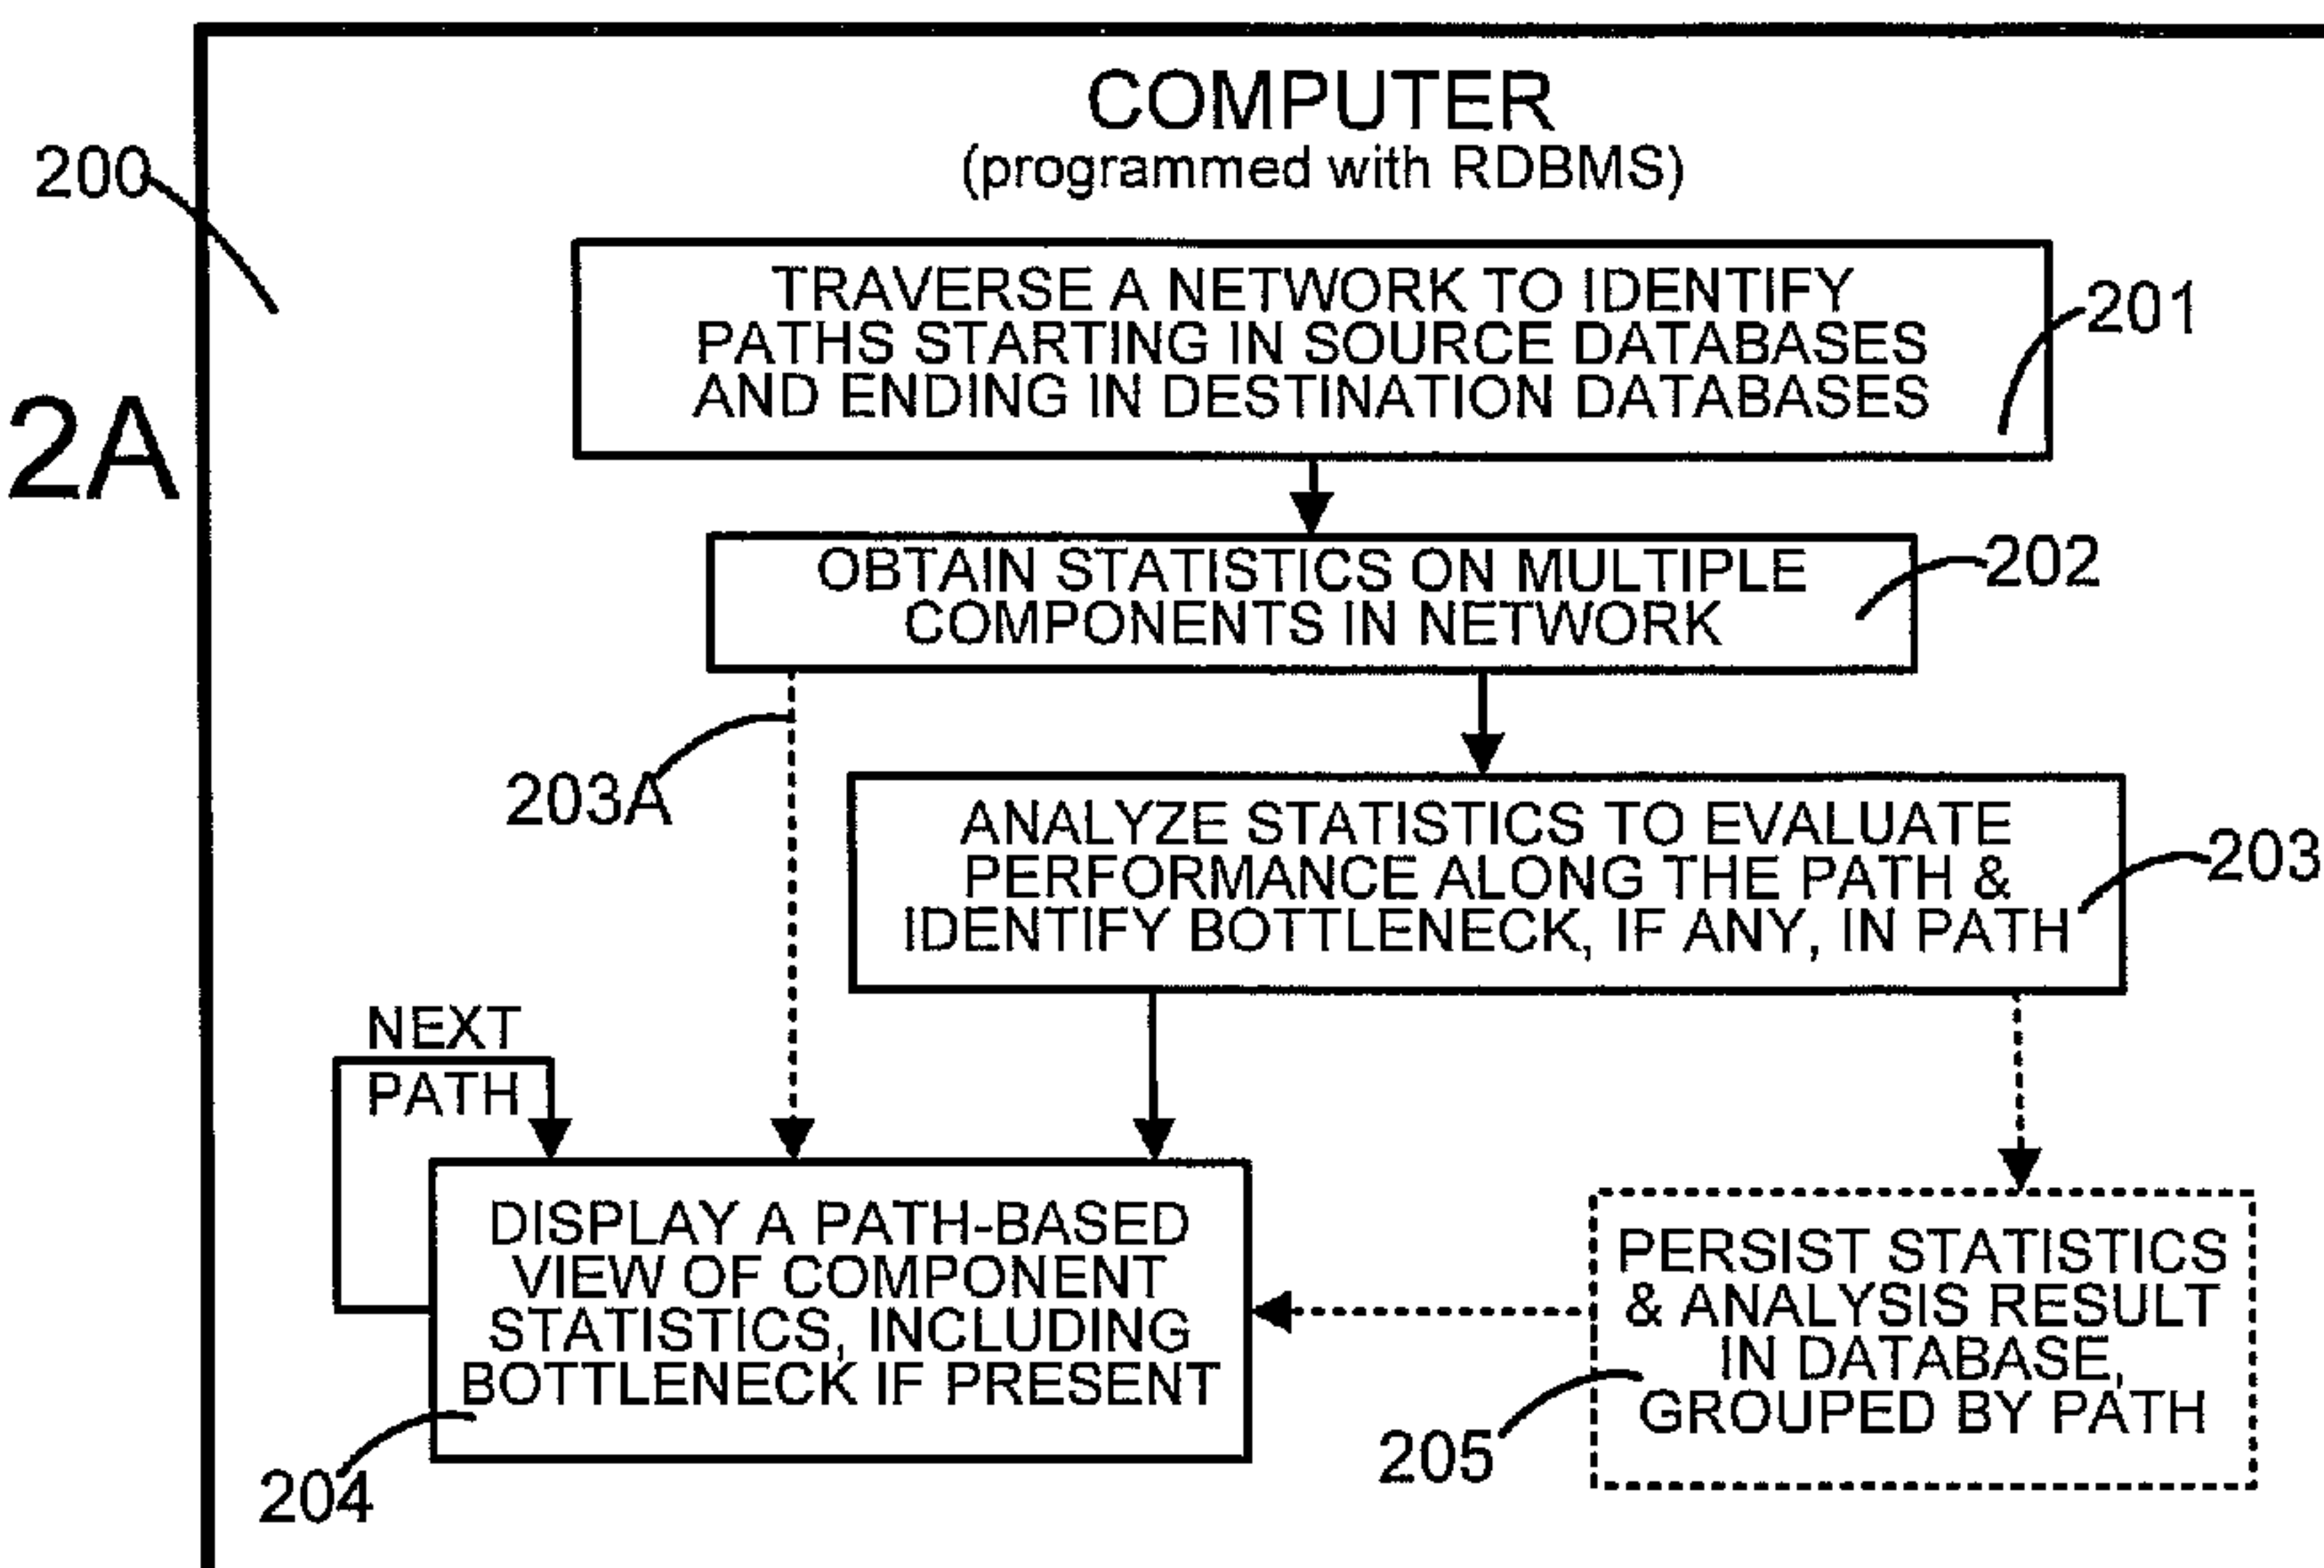 COMPUTER
(programmed with RDBMS)
200
2A
TRAVERSE A NETWORK TO IDENTIFY
PATHS STARTING IN SOURCE DATABASES
AND ENDING IN DESTINATION DATABASES
201
OBTAIN STATISTICS ON MULTIPLE
COMPONENTS IN NETWORK
202
203A
ANALYZE STATISTICS TO EVALUATE
PERFORMANCE ALONG THE PATH &
IDENTIFY BOTTLENECK, IF ANY, IN PATH
203
NEXT
PATH
DISPLAY A PATH-BASED
VIEW OF COMPONENT
STATISTICS, INCLUDING
BOTTLENECK IF PRESENT
204
PERSIST STATISTICS
& ANALYSIS RESULT
IN DATABASE,
GROUPED BY PATH
205